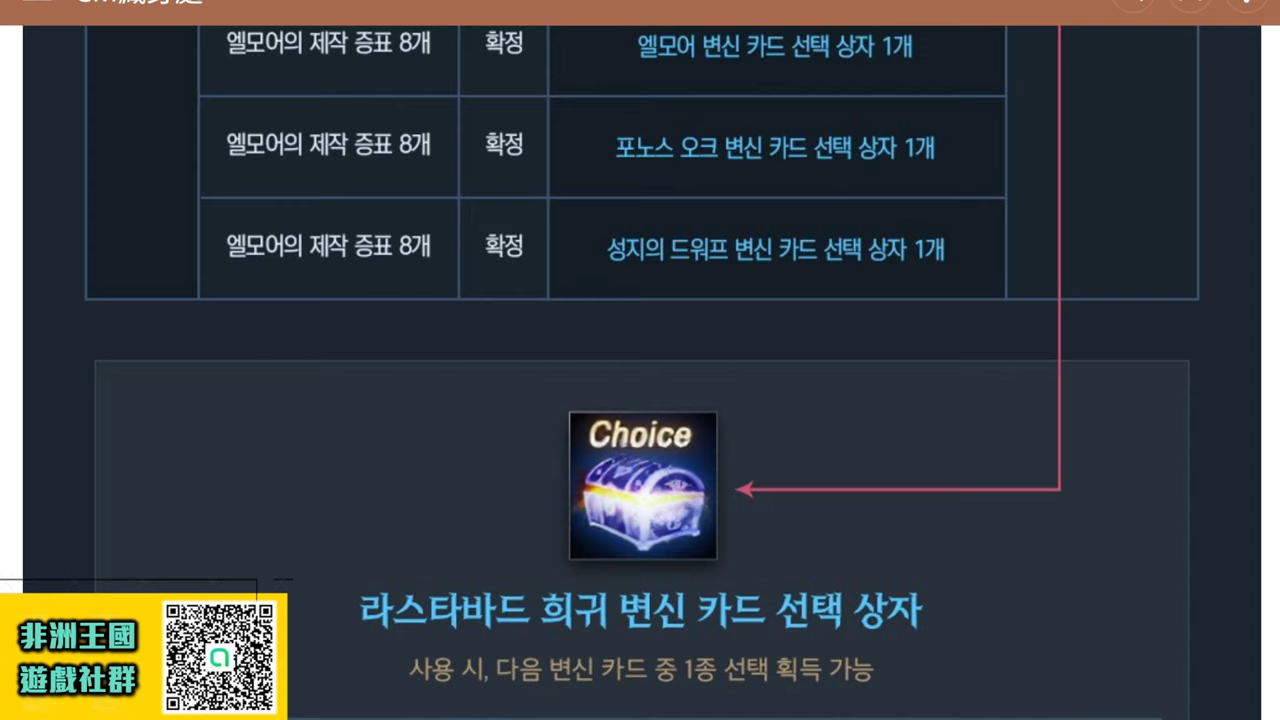 엘모어의 제작 증표 8개 확정 엘모어 변신 카드 선택 상자 1개
엘모어의 제작 증표 8개 확정 포노스 오크 변신 카드 선택 상자 1개
엘모어의 제작 증표 8개 확정 성지의 드워프 변신 카드 선택 상자 1개
Choice
라스타바드 희귀 변신 카드 선택 상자
사용 시, 다음 변신 카드 중 1종 선택 획득 가능
非洲王國
遊戲社群